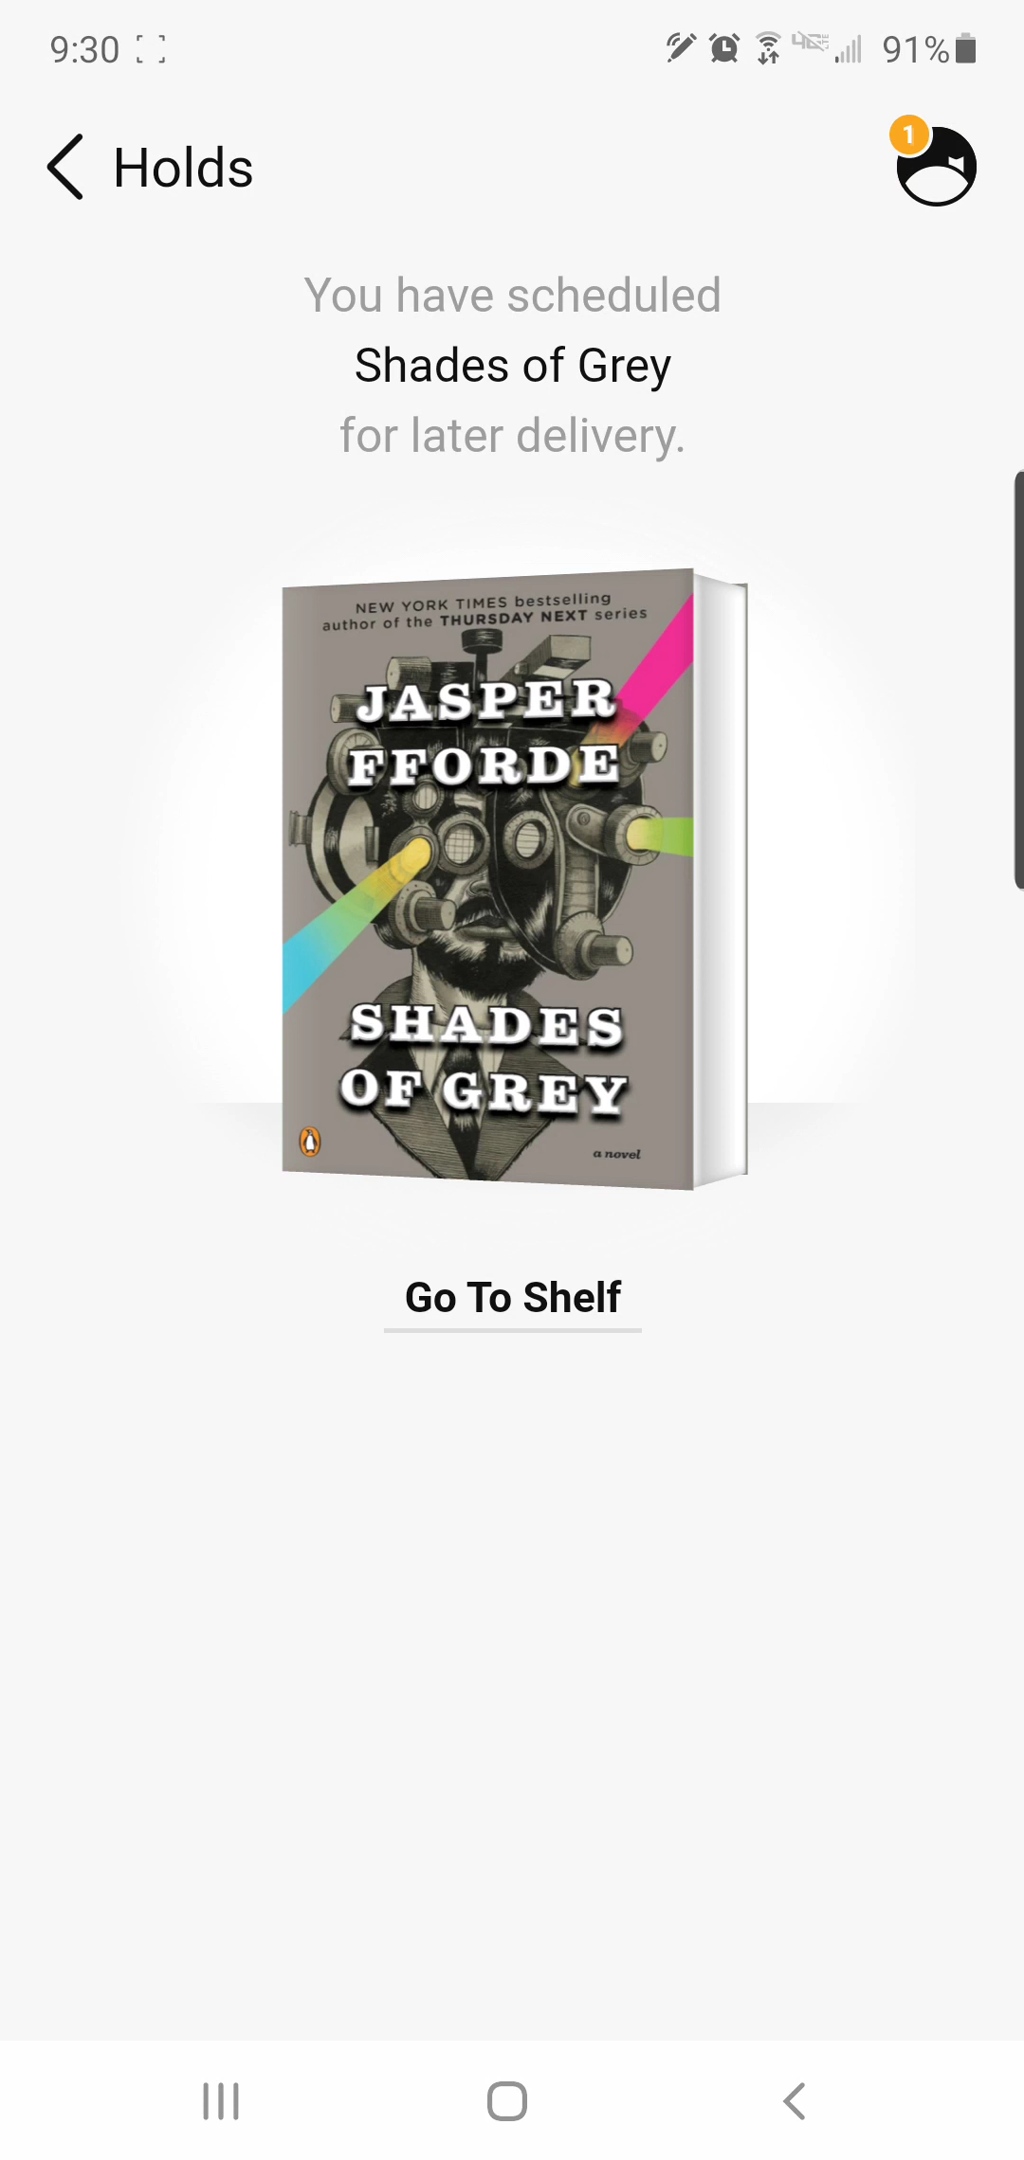 9:30
91%
Holds
1
You have scheduled
Shades of Grey
for later delivery.
NEW YORK TIMES bestselling
author of the THURSDAY NEXT series
JASPER
FFORDE
SHADES
OF GREY
a novel
Go To Shelf